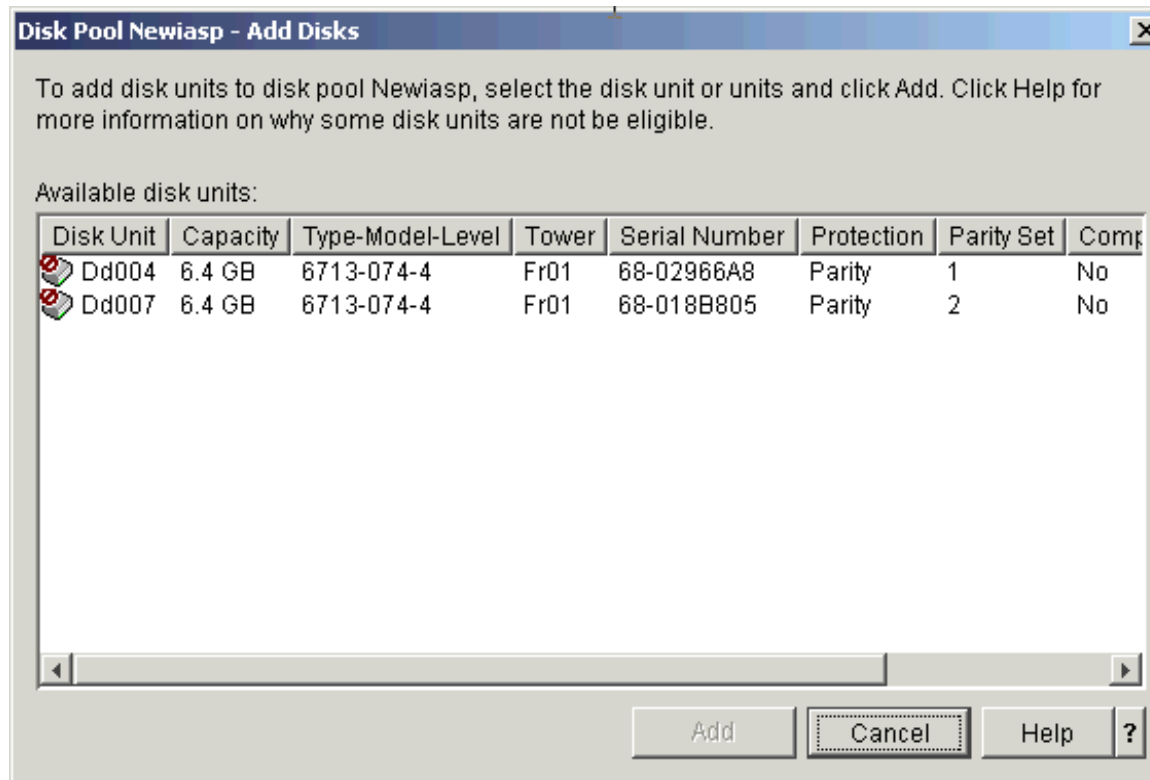 Disk Pool Newiasp - Add Disks
To add disk units to disk pool Newiasp, select the disk unit or units and click Add. Click Help for
more information on why some disk units are not be eligible.
Available disk units:
Disk Unit Capacity Type-Model-Level Tower Serial Number Protection Parity Set Comp
Dd004 6.4 GB 6713-074-4 Fr01 68-02966A8 Parity 1 No
Dd007 6.4 GB 6713-074-4 Fr01 68-018B805 Parity 2 No
Add Cancel Help ?